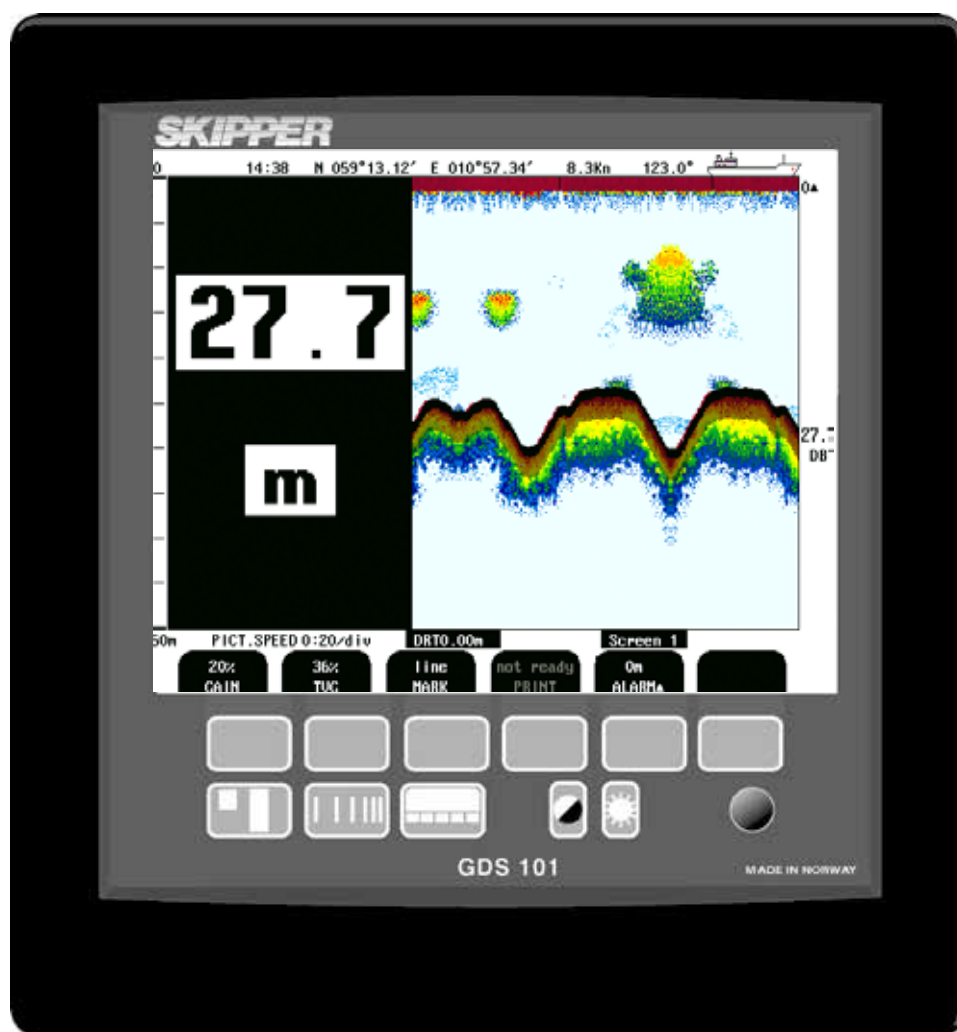 SKIPPER
0 14:38 N 059°13.12′ E 010°57.34′ 8.3Kn 123.0°
0▲
27.7
27.
DB
m
50m PICT.SPEED 0:20/div DRT0.00m Screen 1
20% 36% line not ready 0m
GAIN TVG MARK PRINT ALARM▲
GDS 101
MADE IN NORWAY